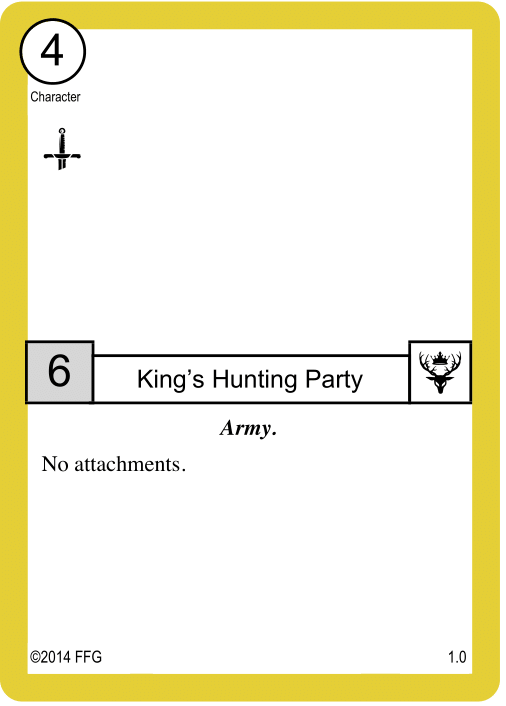 4
Character
6
King’s Hunting Party
Army.
No attachments.
©2014 FFG
1.0